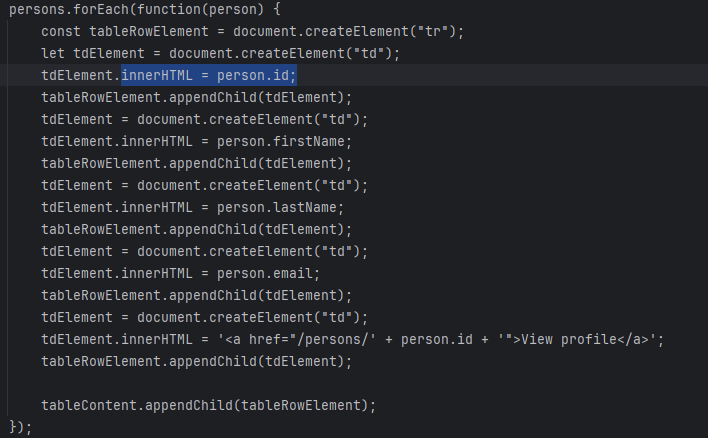 persons.forEach(function(person) {
    const tableRowElement = document.createElement("tr");
    let tdElement = document.createElement("td");
    tdElement.innerHTML = person.id;
    tableRowElement.appendChild(tdElement);
    tdElement = document.createElement("td");
    tdElement.innerHTML = person.firstName;
    tableRowElement.appendChild(tdElement);
    tdElement = document.createElement("td");
    tdElement.innerHTML = person.lastName;
    tableRowElement.appendChild(tdElement);
    tdElement = document.createElement("td");
    tdElement.innerHTML = person.email;
    tableRowElement.appendChild(tdElement);
    tdElement = document.createElement("td");
    tdElement.innerHTML = '<a href="/persons/' + person.id + '">View profile</a>';
    tableRowElement.appendChild(tdElement);

    tableContent.appendChild(tableRowElement);
});